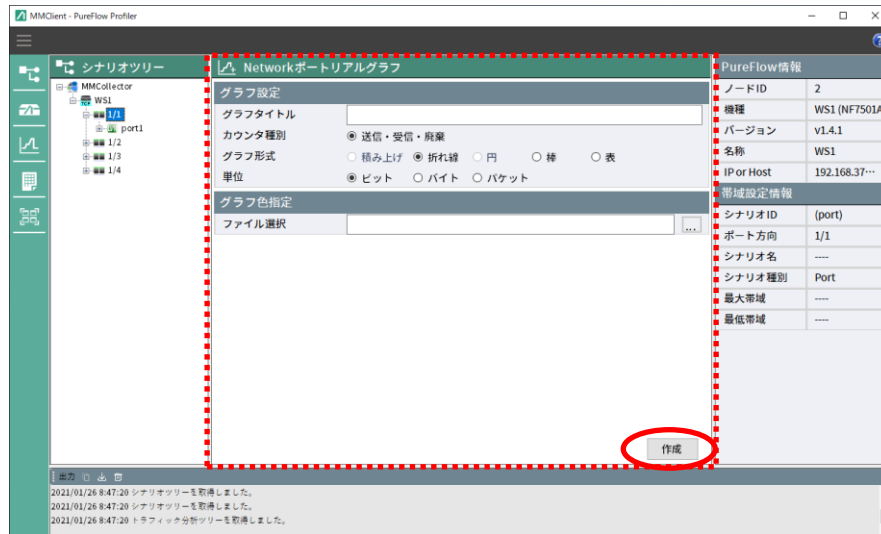 MMClient - PureFlow Profiler
シナリオツリー
MMCollector
WS1
1/1
port1
1/2
1/3
1/4
Networkポートリアルグラフ
グラフ設定
グラフタイトル
カウンタ種別 送信・受信・廃棄
グラフ形式 積み上げ 折れ線 円 棒 表
単位 ビット バイト パケット
グラフ色指定
ファイル選択 ...
作成
PureFlow情報
ノードID 2
機種 WS1 (NF7501A
バージョン v1.4.1
名称 WS1
IP or Host 192.168.37…
帯域設定情報
シナリオID (port)
ポート方向 1/1
シナリオ名 ----
シナリオ種別 Port
最大帯域 ----
最低帯域 ----
出力
2021/01/26 8:47:20 シナリオツリーを取得しました。
2021/01/26 8:47:20 シナリオツリーを取得しました。
2021/01/26 8:47:20 トラフィック分析ツリーを取得しました。